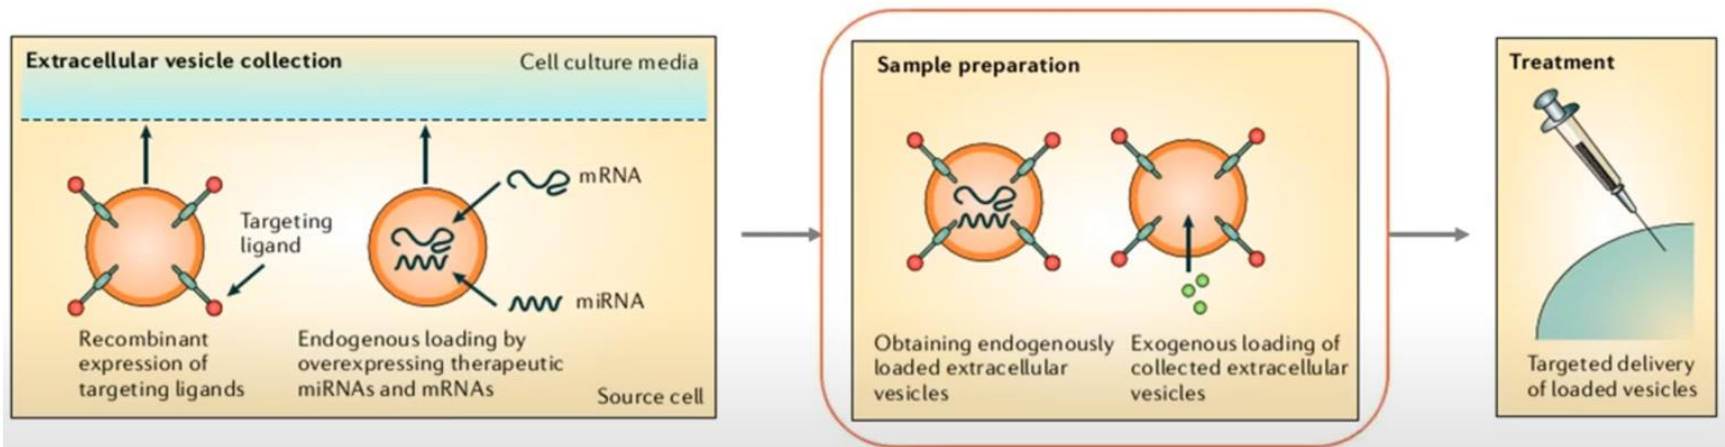 Extracellular vesicle collection
Cell culture media
mRNA
Targeting
ligand
miRNA
Recombinant
expression of
targeting ligands
Endogenous loading by
overexpressing therapeutic
miRNAs and mRNAs
Source cell
Sample preparation
Obtaining endogenously
loaded extracellular
vesicles
Exogenous loading of
collected extracellular
vesicles
Treatment
Targeted delivery
of loaded vesicles